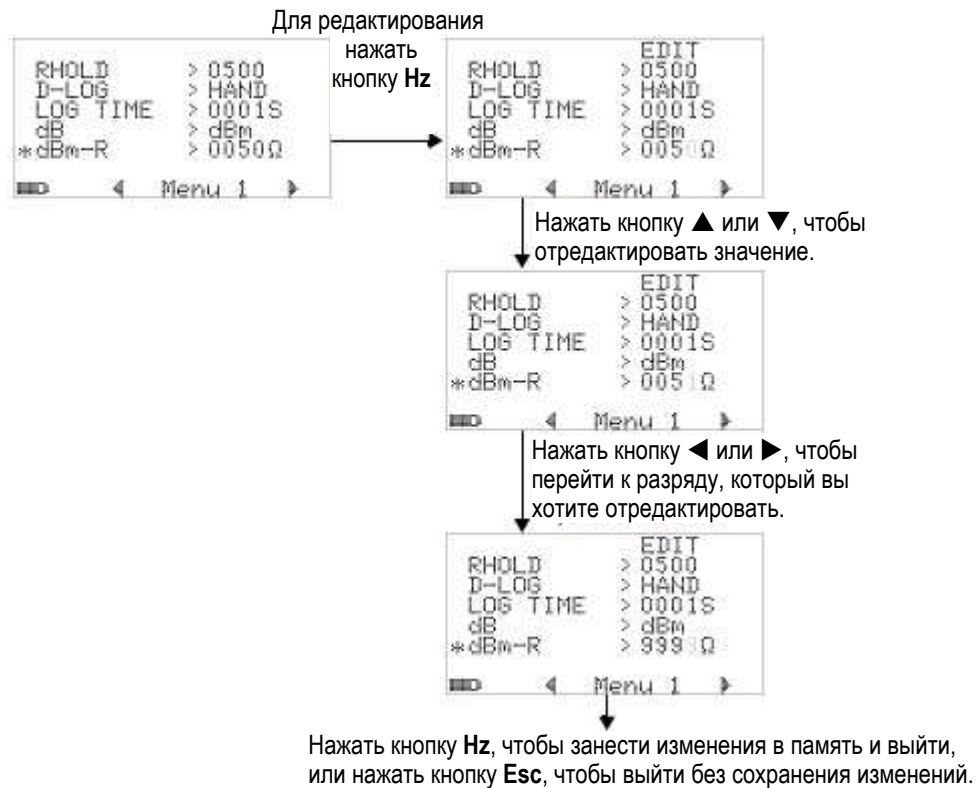 Для редактирования
нажать
кнопку Hz
RHOLD > 0500
D-LOG > HAND
LOG TIME > 0001S
dB > dBm
*dBm-R > 0050Ω
◀ Menu 1 ▶
EDIT
RHOLD > 0500
D-LOG > HAND
LOG TIME > 0001S
dB > dBm
*dBm-R > 0050Ω
◀ Menu 1 ▶
Нажать кнопку ▲ или ▼, чтобы
отредактировать значение.
EDIT
RHOLD > 0500
D-LOG > HAND
LOG TIME > 0001S
dB > dBm
*dBm-R > 0051Ω
◀ Menu 1 ▶
Нажать кнопку ◀ или ▶, чтобы
перейти к разряду, который вы
хотите отредактировать.
EDIT
RHOLD > 0500
D-LOG > HAND
LOG TIME > 0001S
dB > dBm
*dBm-R > 9999Ω
◀ Menu 1 ▶
Нажать кнопку Hz, чтобы занести изменения в память и выйти,
или нажать кнопку Esc, чтобы выйти без сохранения изменений.